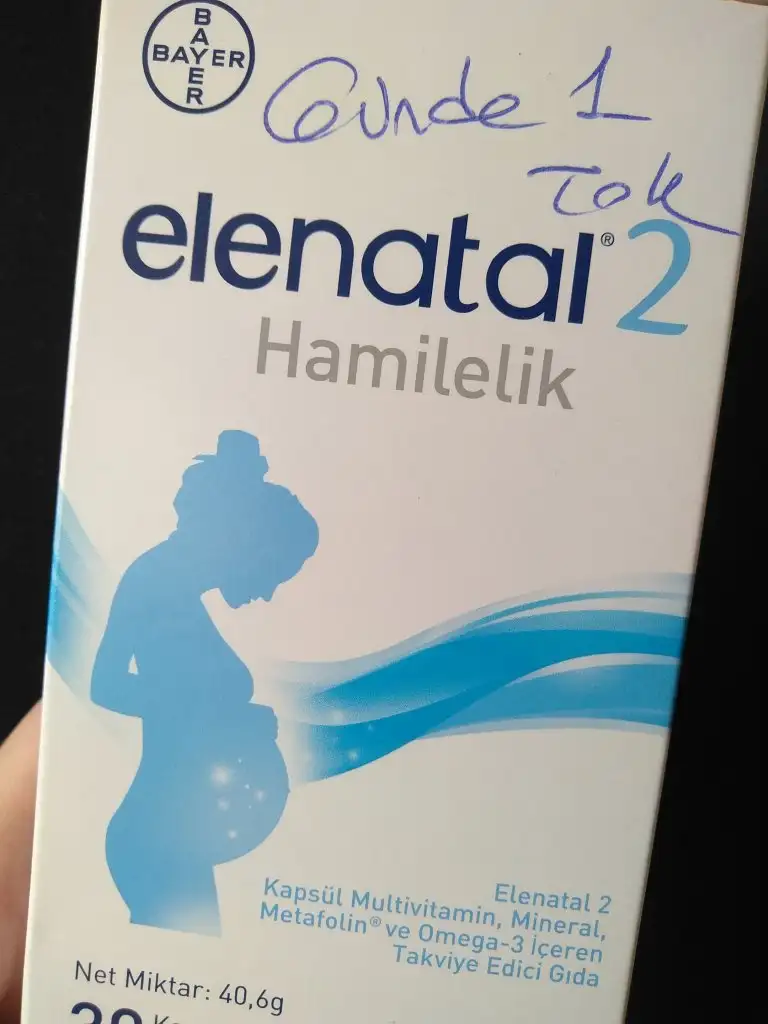 BAYER
BAYER
Günde 1
Tok
elenatal® 2
Hamilelik
Elenatal 2
Kapsül Multivitamin, Mineral,
Metafolin® ve Omega-3 İçeren
Takviye Edici Gıda
Net Miktar: 40,6g